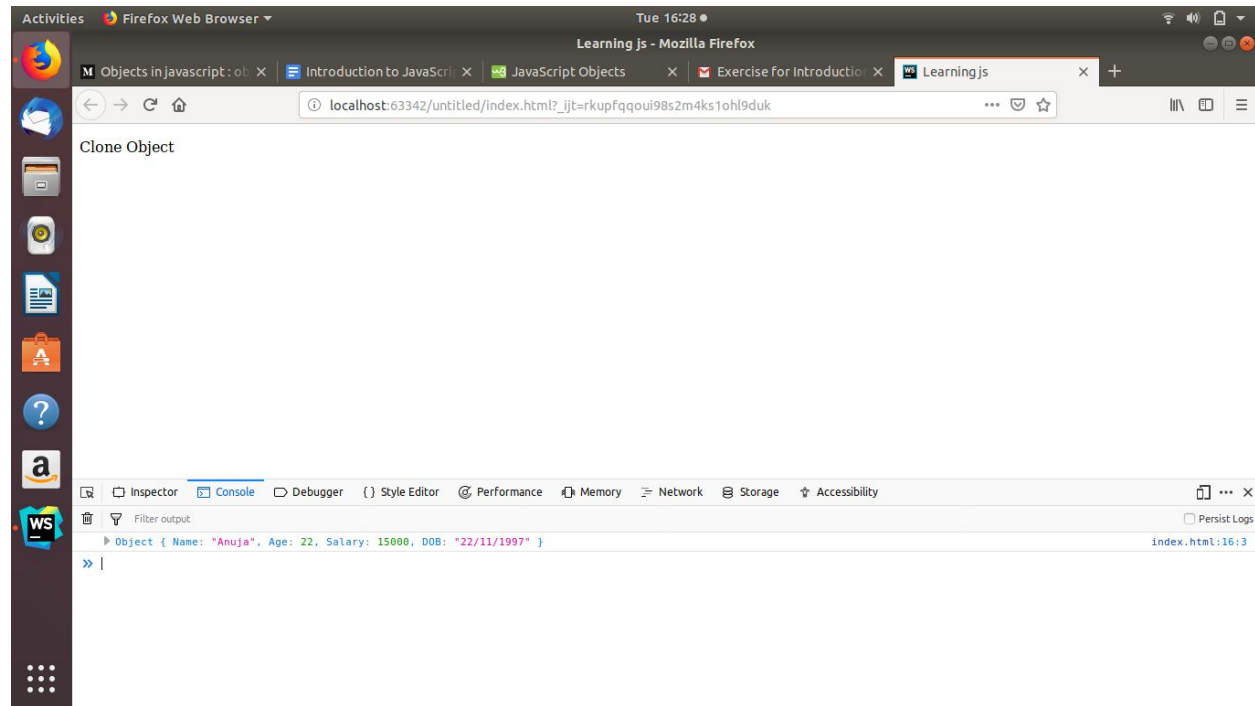 Activities Firefox Web Browser Tue 16:28
Learning js - Mozilla Firefox
Objects in javascript : ob Introduction to JavaScrip JavaScript Objects Exercise for Introduction Learning js
localhost:63342/untitled/index.html?_ijt=rkupfqqoui98s2m4ks1ohl9duk
Clone Object
Inspector Console Debugger {} Style Editor Performance Memory Network Storage Accessibility
Filter output Persist Logs
Object { Name: "Anuja", Age: 22, Salary: 15000, DOB: "22/11/1997" } index.html:16:3
»